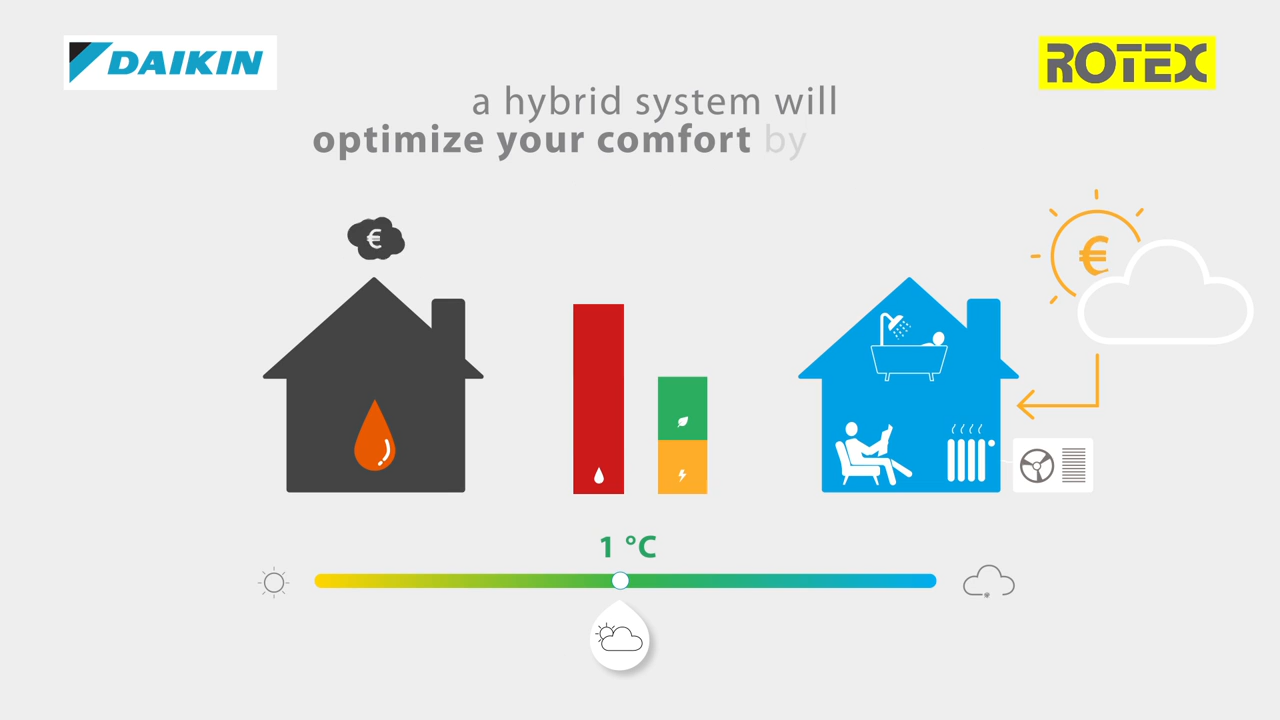 DAIKIN
ROTEX
a hybrid system will
optimize your comfort by
€
€
1 °C